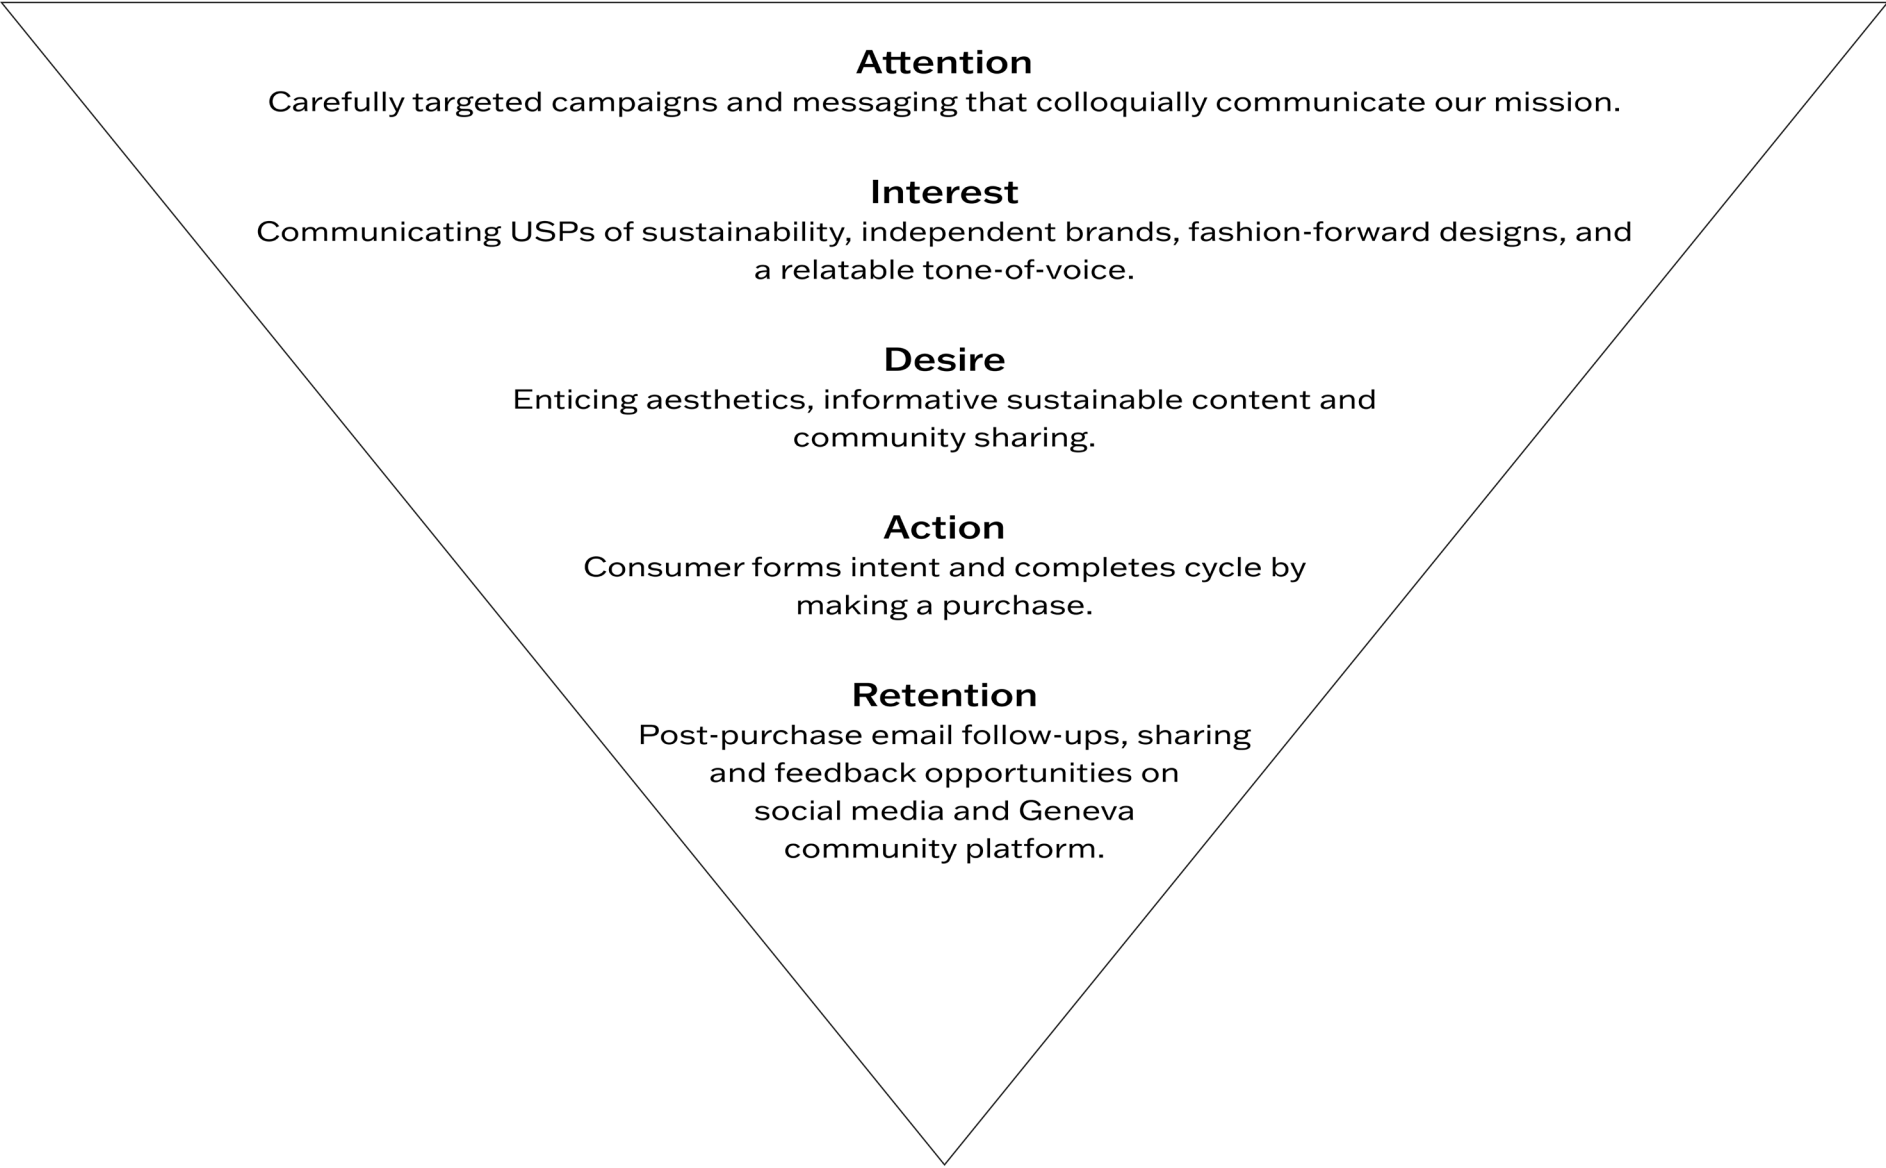 Attention
Carefully targeted campaigns and messaging that colloquially communicate our mission.
Interest
Communicating USPs of sustainability, independent brands, fashion-forward designs, and
a relatable tone-of-voice.
Desire
Enticing aesthetics, informative sustainable content and
community sharing.
Action
Consumer forms intent and completes cycle by
making a purchase.
Retention
Post-purchase email follow-ups, sharing
and feedback opportunities on
social media and Geneva
community platform.